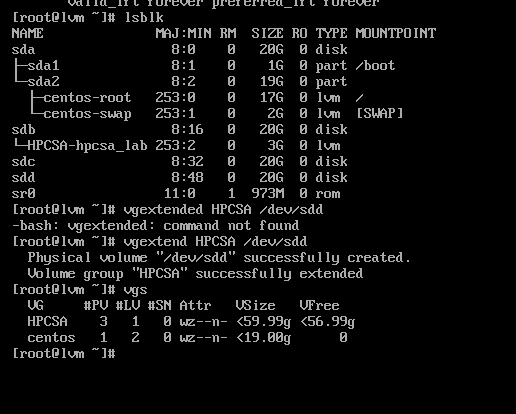 valid_lft forever preferred_lft forever
[root@lvm ~]# lsblk
NAME                MAJ:MIN RM  SIZE RO TYPE MOUNTPOINT
sda                   8:0    0   20G  0 disk
├─sda1                8:1    0    1G  0 part /boot
└─sda2                8:2    0   19G  0 part
  ├─centos-root     253:0    0   17G  0 lvm  /
  └─centos-swap     253:1    0    2G  0 lvm  [SWAP]
sdb                   8:16   0   20G  0 disk
└─HPCSA-hpcsa_lab   253:2    0    3G  0 lvm
sdc                   8:32   0   20G  0 disk
sdd                   8:48   0   20G  0 disk
sr0                  11:0    1  973M  0 rom
[root@lvm ~]# vgextended HPCSA /dev/sdd
-bash: vgextended: command not found
[root@lvm ~]# vgextend HPCSA /dev/sdd
  Physical volume "/dev/sdd" successfully created.
  Volume group "HPCSA" successfully extended
[root@lvm ~]# vgs
  VG     #PV #LV #SN Attr   VSize   VFree
  HPCSA    3   1   0 wz--n- <59.99g <56.99g
  centos   1   2   0 wz--n- <19.00g      0
[root@lvm ~]#